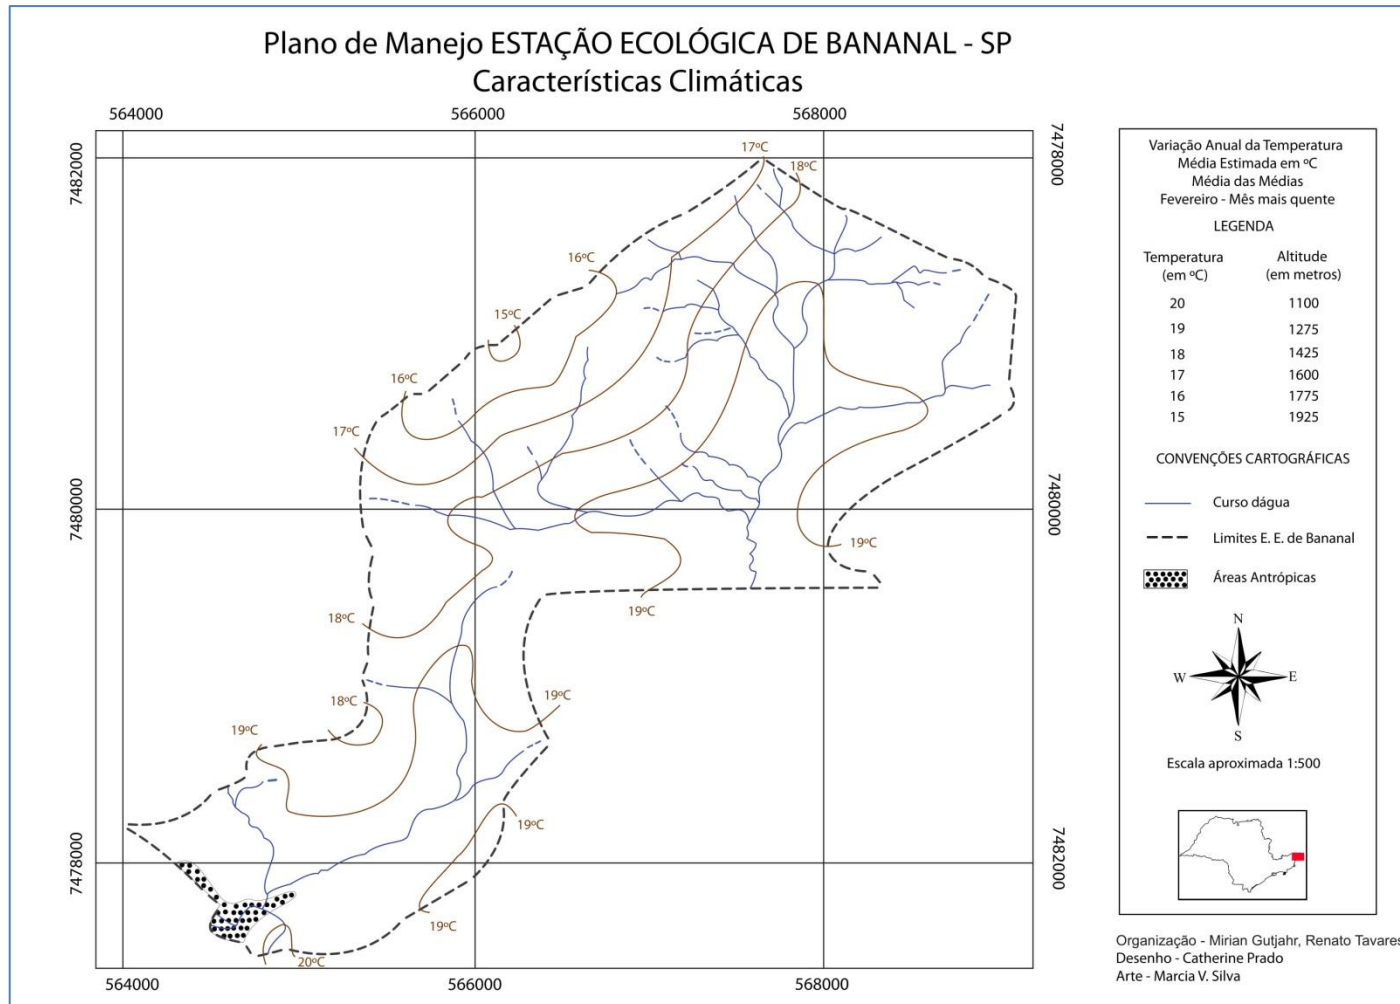 Plano de Manejo ESTAÇÃO ECOLÓGICA DE BANANAL - SP
Características Climáticas
564000
566000
568000
7482000
7478000
17ºC
18ºC
16ºC
15ºC
16ºC
17ºC
7480000
7480000
19ºC
18ºC
19ºC
18ºC
19ºC
19ºC
19ºC
7478000
7482000
19ºC
20ºC
564000
566000
568000
Variação Anual da Temperatura
Média Estimada em ºC
Média das Médias
Fevereiro - Mês mais quente
LEGENDA
Temperatura Altitude
(em ºC) (em metros)
20 1100
19 1275
18 1425
17 1600
16 1775
15 1925
CONVENÇÕES CARTOGRÁFICAS
Curso dágua
Limites E. E. de Bananal
Áreas Antrópicas
N
W E
S
Escala aproximada 1:500
Organização - Mirian Gutjahr, Renato Tavares
Desenho - Catherine Prado
Arte - Marcia V. Silva